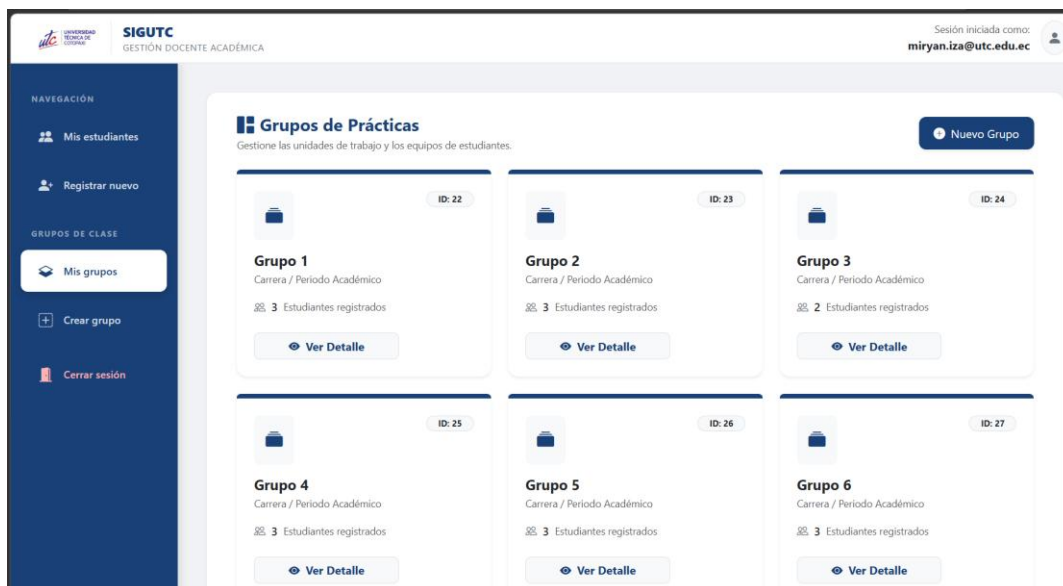 UNIVERSIDAD
TÉCNICA DE
COTOPAXI
utc
SIGUTC
GESTIÓN DOCENTE ACADÉMICA
Sesión iniciada como:
miryan.iza@utc.edu.ec
NAVEGACIÓN
Mis estudiantes
Registrar nuevo
GRUPOS DE CLASE
Mis grupos
Crear grupo
Cerrar sesión
Grupos de Prácticas
Gestione las unidades de trabajo y los equipos de estudiantes.
Nuevo Grupo
ID: 22
Grupo 1
Carrera / Periodo Académico
3 Estudiantes registrados
Ver Detalle
ID: 23
Grupo 2
Carrera / Periodo Académico
3 Estudiantes registrados
Ver Detalle
ID: 24
Grupo 3
Carrera / Periodo Académico
2 Estudiantes registrados
Ver Detalle
ID: 25
Grupo 4
Carrera / Periodo Académico
3 Estudiantes registrados
Ver Detalle
ID: 26
Grupo 5
Carrera / Periodo Académico
3 Estudiantes registrados
Ver Detalle
ID: 27
Grupo 6
Carrera / Periodo Académico
3 Estudiantes registrados
Ver Detalle